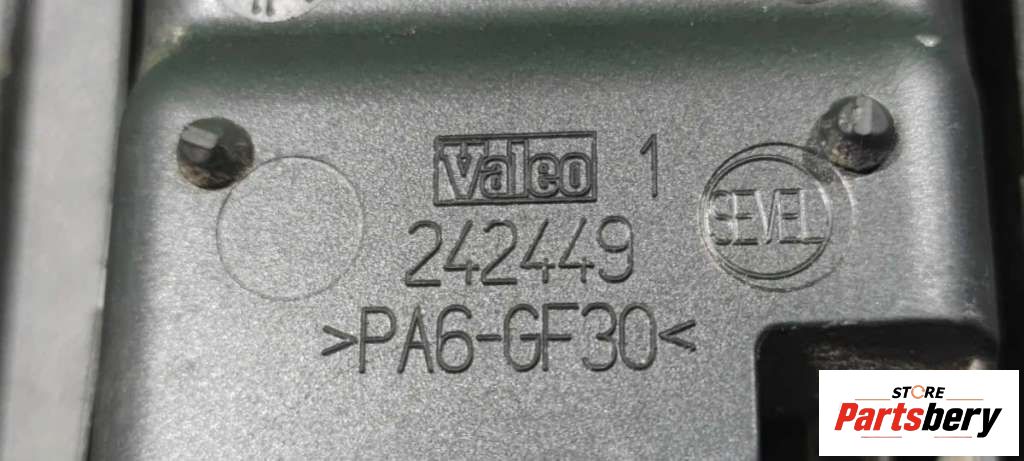 Valeo 1
SEVEL
242449
>PA6-GF30<
STORE
Partsbery